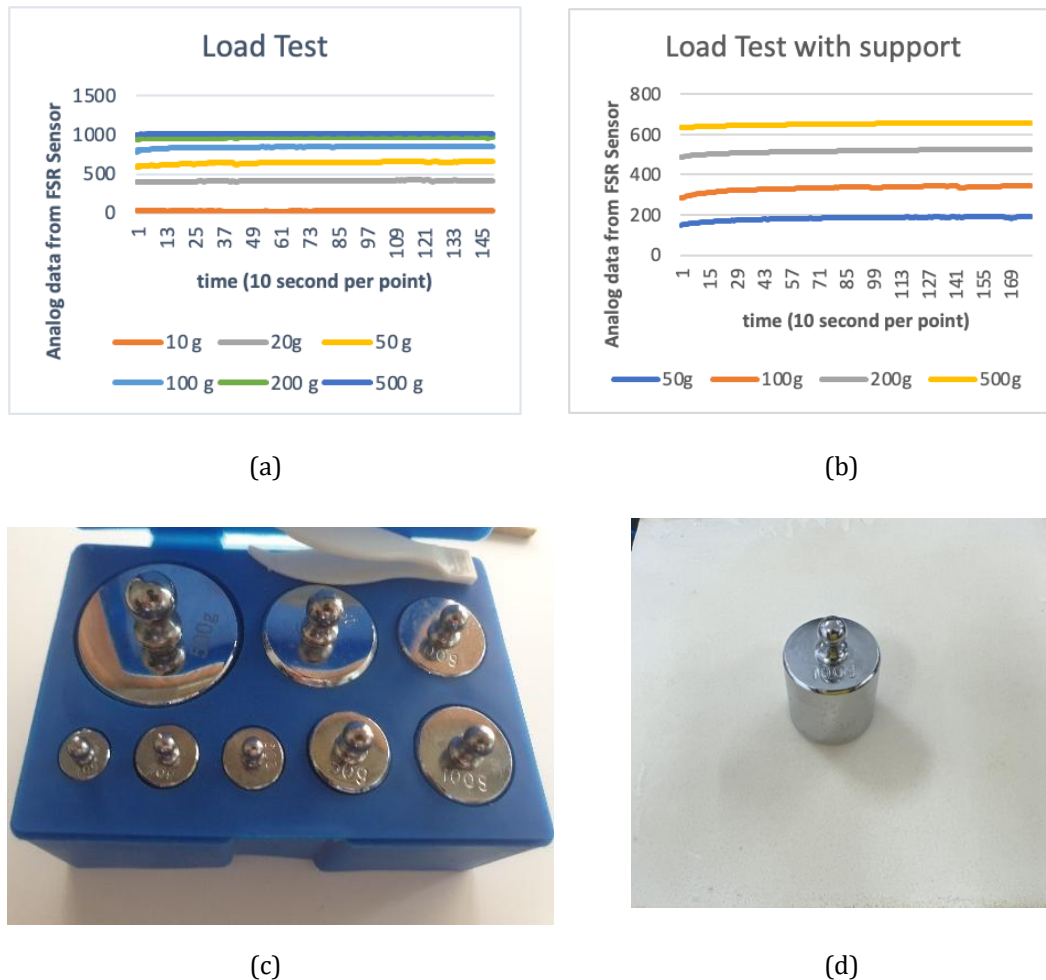 Load Test
Analog data from FSR Sensor
1500
1000
500
0
1 13 25 37 49 61 73 85 97 109 121 133 145
time (10 second per point)
10 g 20g 50 g
100 g 200 g 500 g
(a)
Load Test with support
Analog data from FSR Sensor
800
600
400
200
0
1 15 29 43 57 71 85 99 113 127 141 155 169
time (10 second per point)
50g 100g 200g 500g
(b)
500g
100g
(c)
100g
(d)